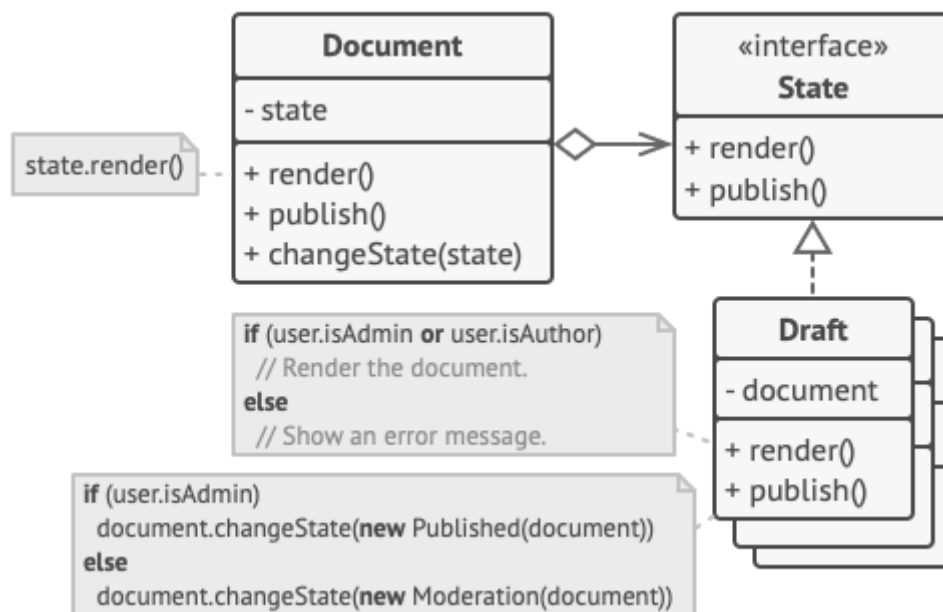 Document
- state
+ render()
+ publish()
+ changeState(state)
state.render()
«interface»
State
+ render()
+ publish()
Draft
- document
+ render()
+ publish()
if (user.isAdmin or user.isAuthor)
// Render the document.
else
// Show an error message.
if (user.isAdmin)
document.changeState(new Published(document))
else
document.changeState(new Moderation(document))